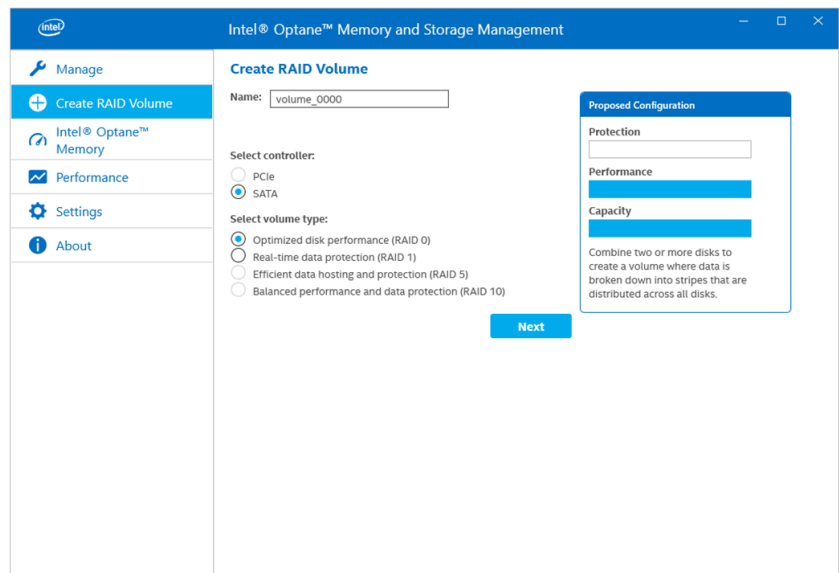 intel
Intel® Optane™ Memory and Storage Management
Manage
Create RAID Volume
Intel® Optane™
Memory
Performance
Settings
About
Create RAID Volume
Name: volume_0000
Select controller:
PCIe
SATA
Select volume type:
Optimized disk performance (RAID 0)
Real-time data protection (RAID 1)
Efficient data hosting and protection (RAID 5)
Balanced performance and data protection (RAID 10)
Next
Proposed Configuration
Protection
Performance
Capacity
Combine two or more disks to
create a volume where data is
broken down into stripes that are
distributed across all disks.